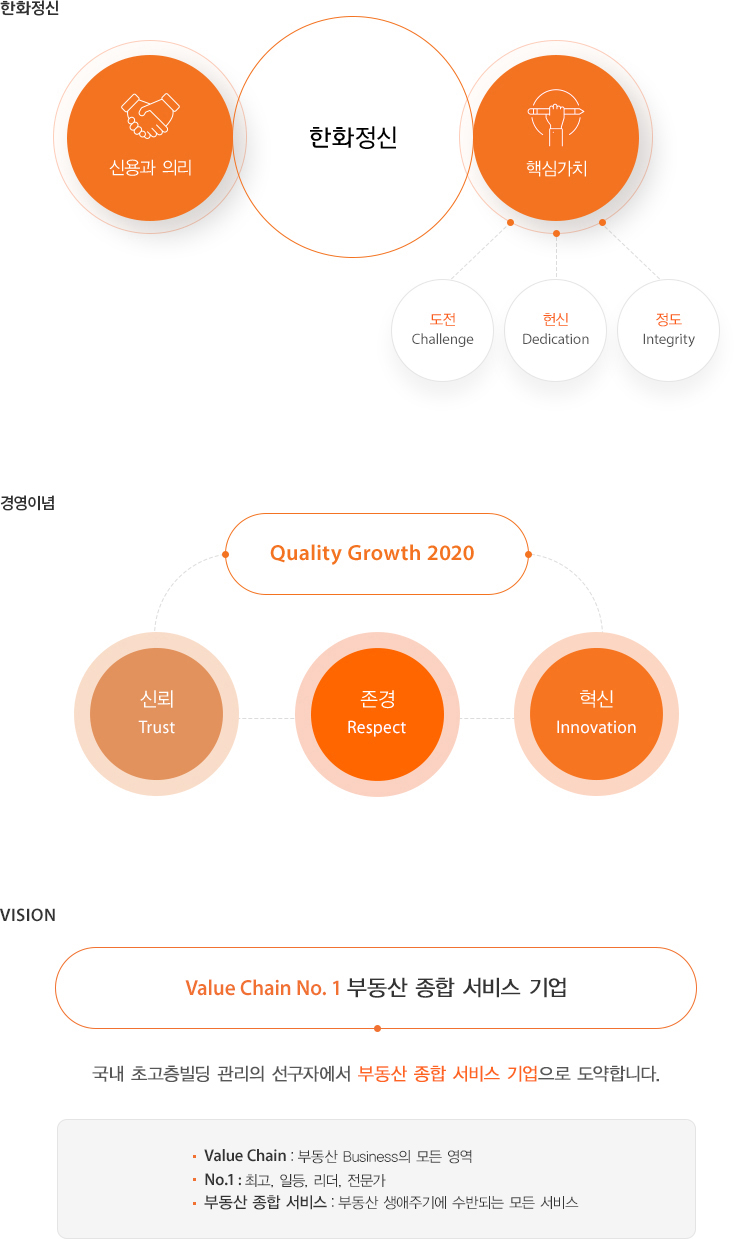 한화정신
신용과 의리
한화정신
핵심가치
도전
Challenge
헌신
Dedication
정도
Integrity
경영이념
Quality Growth 2020
신뢰
Trust
존경
Respect
혁신
Innovation
VISION
Value Chain No. 1 부동산 종합 서비스 기업
국내 초고층빌딩 관리의 선구자에서 부동산 종합 서비스 기업으로 도약합니다.
Value Chain : 부동산 Business의 모든 영역
No.1 : 최고, 일등, 리더, 전문가
부동산 종합 서비스 : 부동산 생애주기에 수반되는 모든 서비스